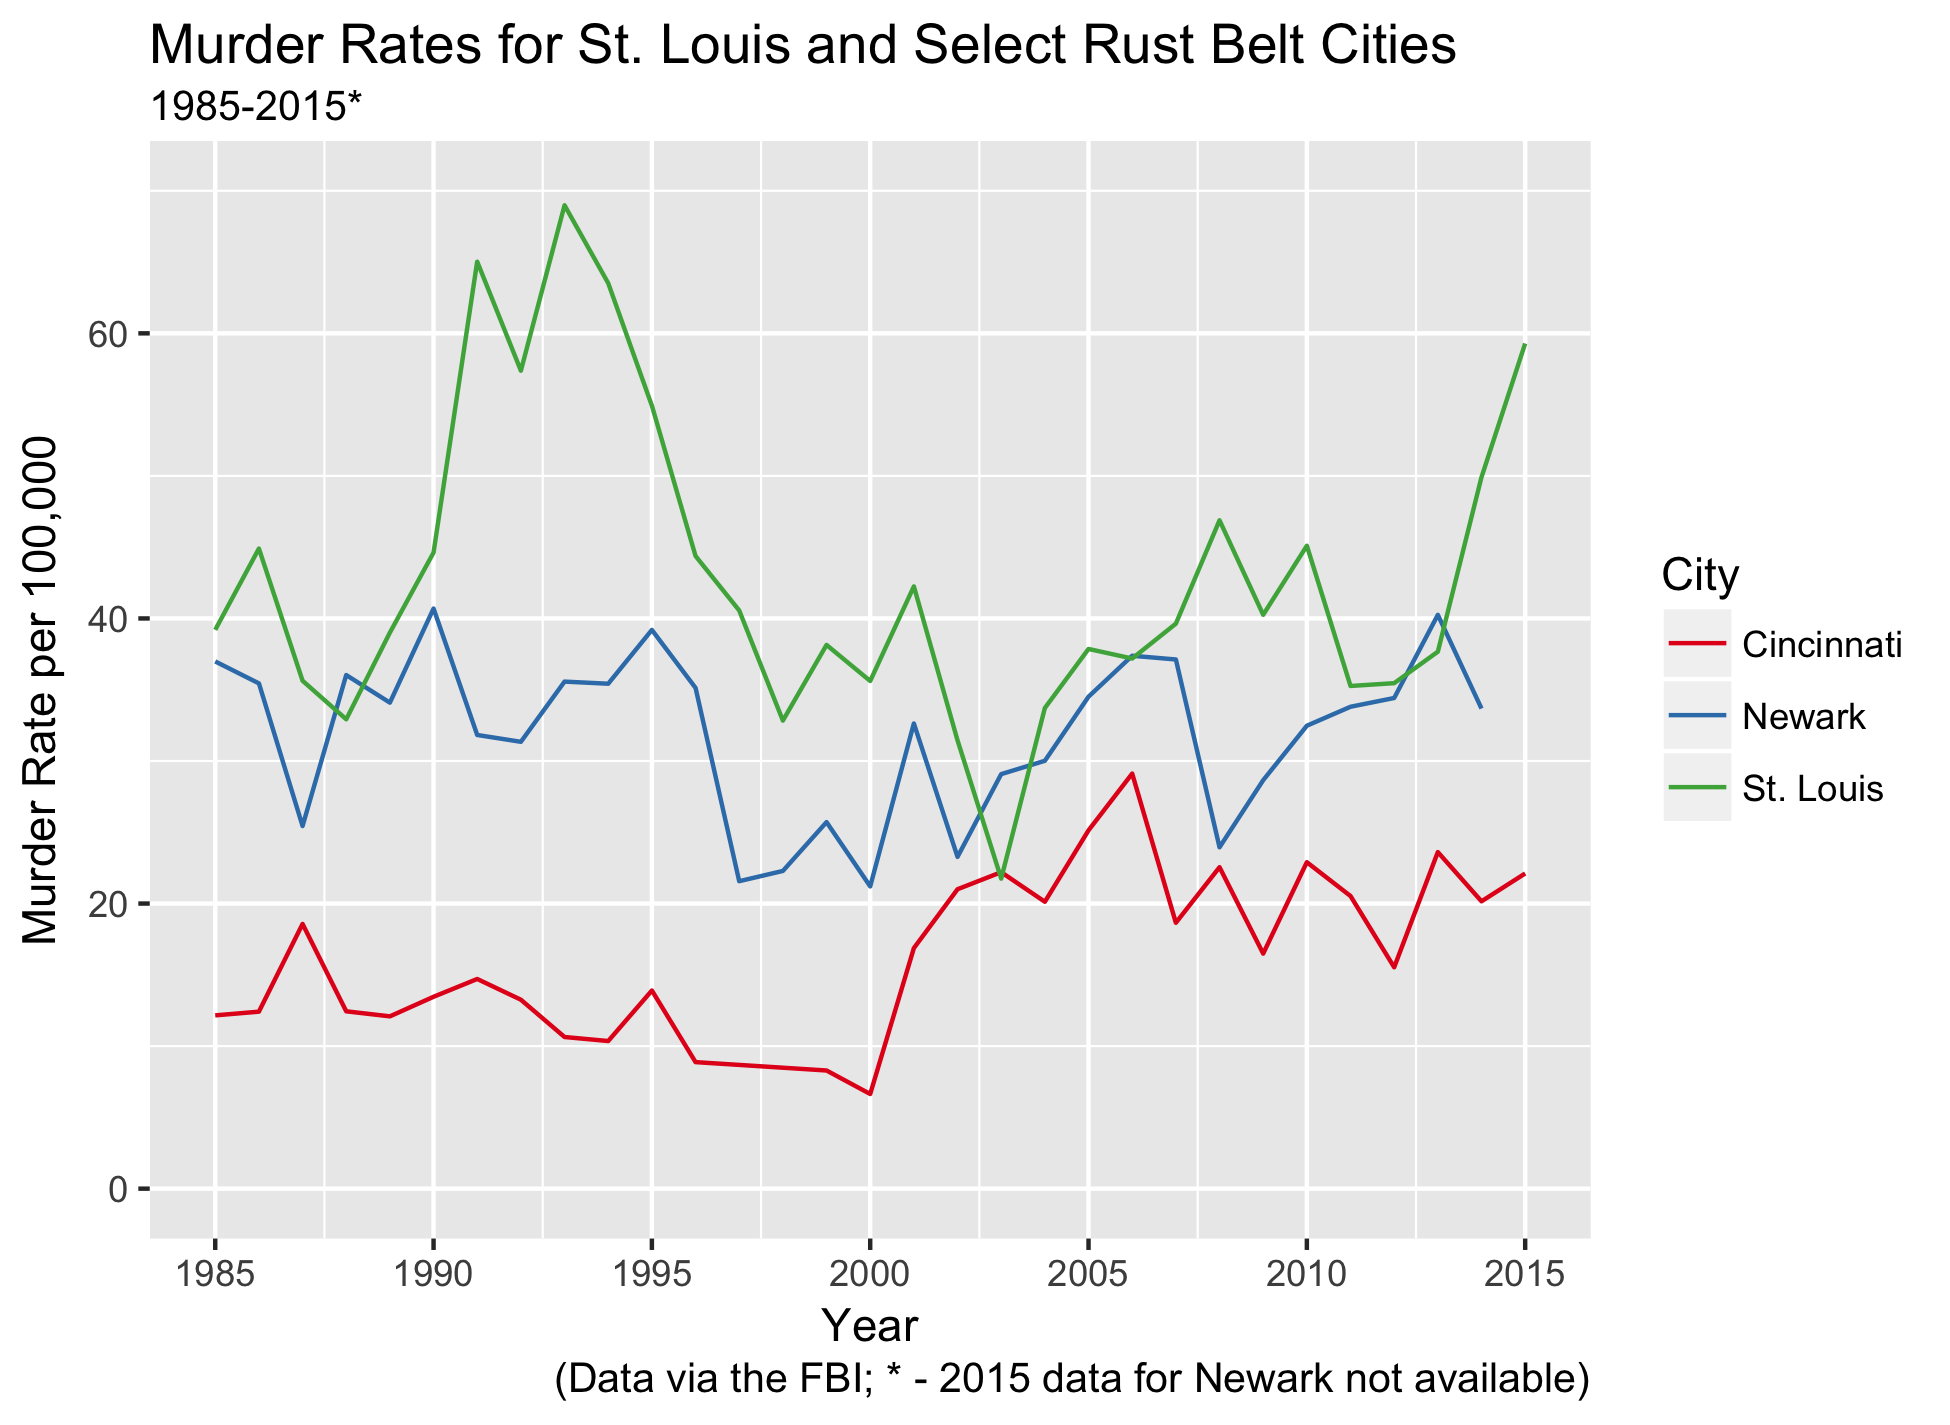 Murder Rates for St. Louis and Select Rust Belt Cities
1985-2015*
Murder Rate per 100,000
60
40
20
0
1985 1990 1995 2000 2005 2010 2015
Year
(Data via the FBI; * - 2015 data for Newark not available)
City
Cincinnati
Newark
St. Louis